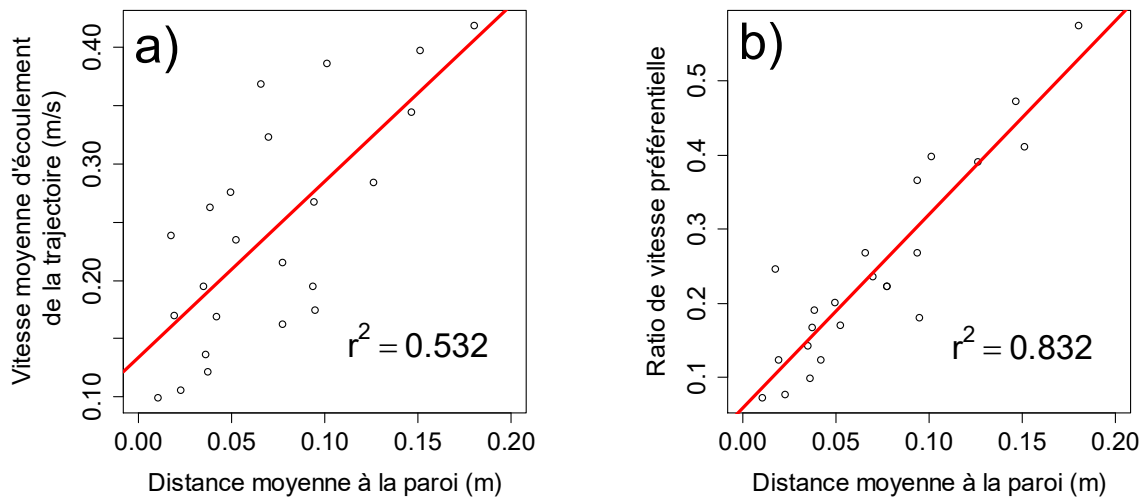 a)
Vitesse moyenne d'écoulement
de la trajectoire (m/s)
0.40
0.30
0.20
0.10
r² = 0.532
0.00 0.05 0.10 0.15 0.20
Distance moyenne à la paroi (m)
b)
Ratio de vitesse préférentielle
0.5
0.4
0.3
0.2
0.1
r² = 0.832
0.00 0.05 0.10 0.15 0.20
Distance moyenne à la paroi (m)